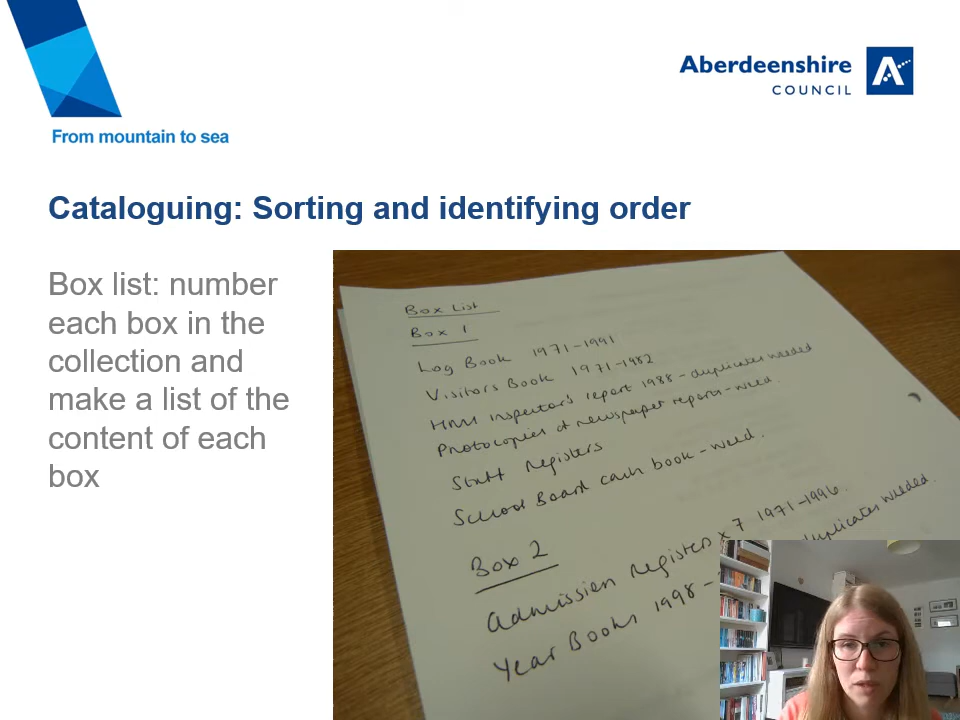 Aberdeenshire
COUNCIL
From mountain to sea
Cataloguing: Sorting and identifying order
Box list: number
each box in the
collection and
make a list of the
content of each
box
Box List
Box 1
Log Book 1971-1991
Visitors Book 1971-1982
HMI Inspector's report 1988 - duplicates weeded
Photocopies of newspaper reports - weed.
Staff Registers
School Board cash book - weed.
Box 2
Admission Registers x 7 1971-1996.
Year Books 1998 - duplicates weeded.